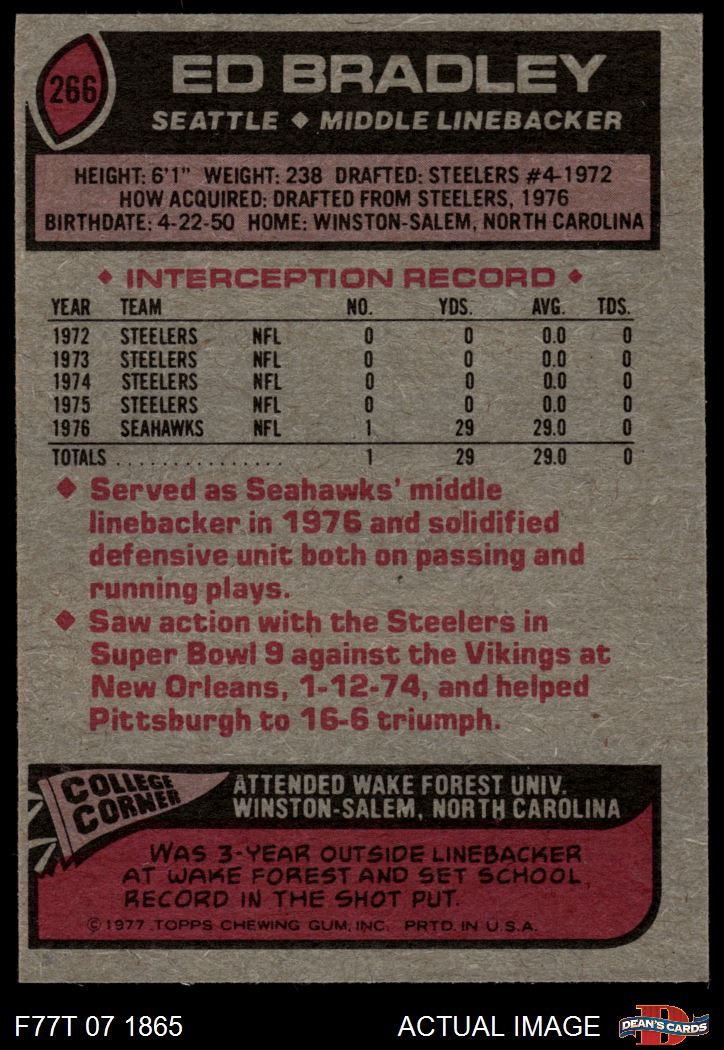 266
ED BRADLEY
SEATTLE ◆ MIDDLE LINEBACKER
HEIGHT: 6'1" WEIGHT: 238 DRAFTED: STEELERS #4-1972
HOW ACQUIRED: DRAFTED FROM STEELERS, 1976
BIRTHDATE: 4-22-50 HOME: WINSTON-SALEM, NORTH CAROLINA
◆ INTERCEPTION RECORD ◆
YEAR TEAM NO. YDS. AVG. TDS.
1972 STEELERS NFL 0 0 0.0 0
1973 STEELERS NFL 0 0 0.0 0
1974 STEELERS NFL 0 0 0.0 0
1975 STEELERS NFL 0 0 0.0 0
1976 SEAHAWKS NFL 1 29 29.0 0
TOTALS . . . . . . . . . . . . . . . . 1 29 29.0 0
◆ Served as Seahawks' middle
linebacker in 1976 and solidified
defensive unit both on passing and
running plays.
◆ Saw action with the Steelers in
Super Bowl 9 against the Vikings at
New Orleans, 1-12-74, and helped
Pittsburgh to 16-6 triumph.
COLLEGE
CORNER
ATTENDED WAKE FOREST UNIV.
WINSTON-SALEM, NORTH CAROLINA
WAS 3-YEAR OUTSIDE LINEBACKER
AT WAKE FOREST AND SET SCHOOL
RECORD IN THE SHOT PUT.
©1977 TOPPS CHEWING GUM, INC. PRTD. IN U.S.A.
F77T 07 1865
ACTUAL IMAGE
D
DEAN'S CARDS